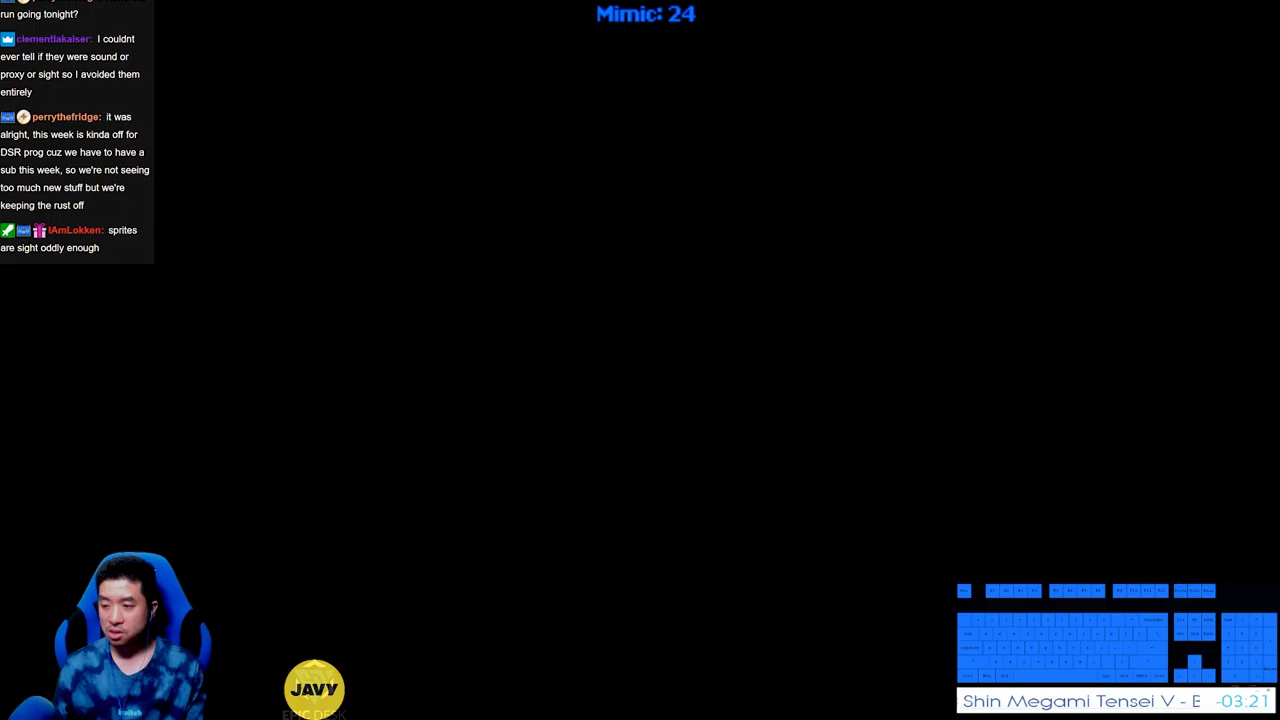 run going tonight?
clementiakaiser: I couldnt
ever tell if they were sound or
proxy or sight so I avoided them
entirely
perrythefridge: it was
alright, this week is kinda off for
DSR prog cuz we have to have a
sub this week, so we're not seeing
too much new stuff but we're
keeping the rust off
IAmLokken: sprites
are sight oddly enough
Mimic: 24
JAVY
EPIC DESK
Shin Megami Tensei V -
-03:21